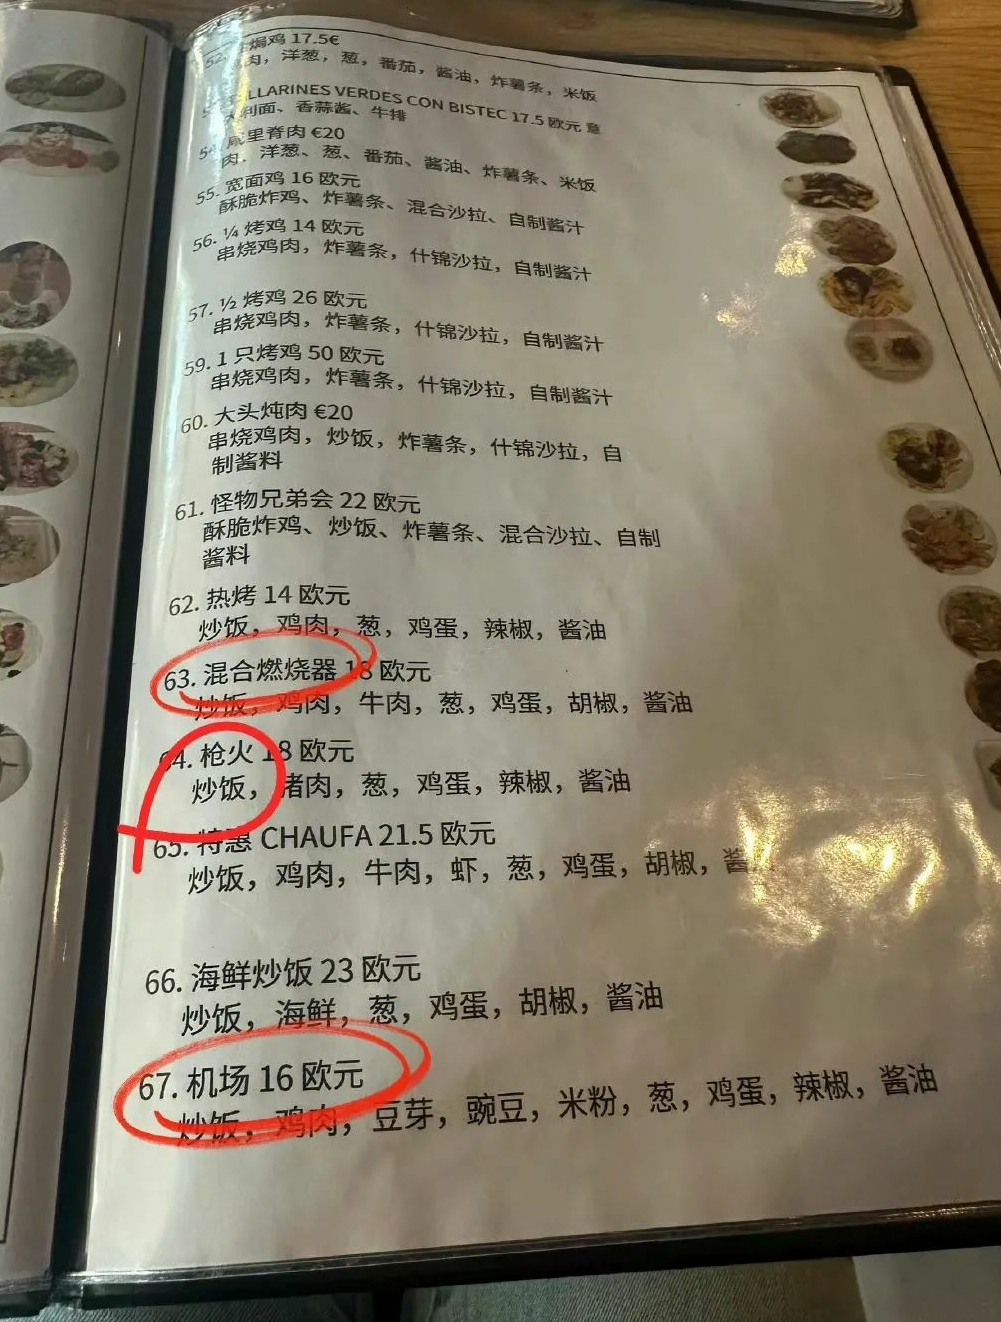 焗鸡 17.5€
肉，洋葱，葱，番茄，酱油，炸薯条，米饭
LLARINES VERDES CON BISTEC 17.5 欧元 意
利面、香蒜酱、牛排
里脊肉 €20
肉、洋葱、葱、番茄、酱油、炸薯条、米饭
55. 宽面鸡 16 欧元
酥脆炸鸡、炸薯条、混合沙拉、自制酱汁
56. ¼ 烤鸡 14 欧元
串烧鸡肉，炸薯条，什锦沙拉，自制酱汁
57. ½ 烤鸡 26 欧元
串烧鸡肉，炸薯条，什锦沙拉，自制酱汁
59. 1 只烤鸡 50 欧元
串烧鸡肉，炸薯条，什锦沙拉，自制酱汁
60. 大头炖肉 €20
串烧鸡肉，炒饭，炸薯条，什锦沙拉，自
制酱料
61. 怪物兄弟会 22 欧元
酥脆炸鸡、炒饭、炸薯条、混合沙拉、自制
酱料
62. 热烤 14 欧元
炒饭，鸡肉，葱，鸡蛋，辣椒，酱油
63. 混合燃烧器 18 欧元
炒饭，鸡肉，牛肉，葱，鸡蛋，胡椒，酱油
64. 枪火 18 欧元
炒饭，猪肉，葱，鸡蛋，辣椒，酱油
65. 特惠 CHAUFA 21.5 欧元
炒饭，鸡肉，牛肉，虾，葱，鸡蛋，胡椒，酱
66. 海鲜炒饭 23 欧元
炒饭，海鲜，葱，鸡蛋，胡椒，酱油
67. 机场 16 欧元
炒饭，鸡肉，豆芽，豌豆，米粉，葱，鸡蛋，辣椒，酱油